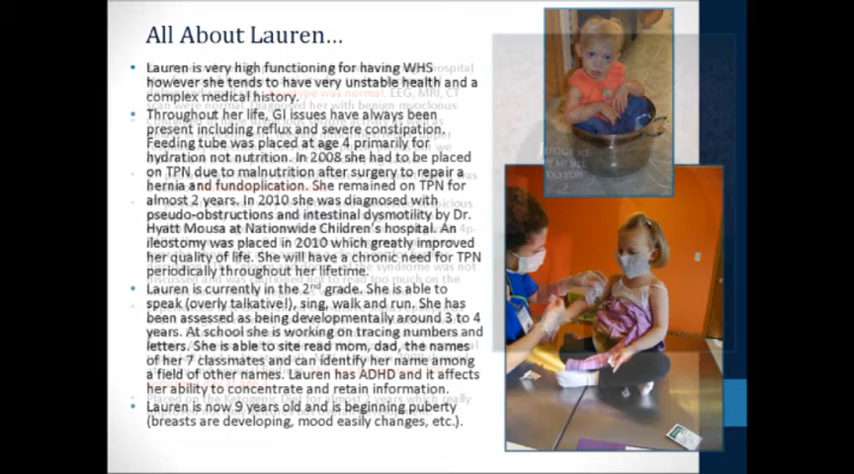 All About Lauren...
• Lauren is very high functioning for having WHS
however she tends to have very unstable health and a
complex medical history.
• Throughout her life, GI issues have always been
present including reflux and severe constipation.
Feeding tube was placed at age 4 primarily for
hydration not nutrition. In 2008 she had to be placed
on TPN due to malnutrition after surgery to repair a
hernia and fundoplication. She remained on TPN for
almost 2 years. In 2010 she was diagnosed with
pseudo-obstructions and intestinal dysmotility by Dr.
Hyatt Mousa at Nationwide Children's hospital. An
ileostomy was placed in 2010 which greatly improved
her quality of life. She will have a chronic need for TPN
periodically throughout her lifetime.
• Lauren is currently in the 2nd grade. She is able to
speak (overly talkative!), sing, walk and run. She has
been assessed as being developmentally around 3 to 4
years. At school she is working on tracing numbers and
letters. She is able to site read mom, dad, the names
of her 7 classmates and can identify her name among
a field of other names. Lauren has ADHD and it affects
her ability to concentrate and retain information.
• Lauren is now 9 years old and is beginning puberty
(breasts are developing, mood easily changes, etc.).